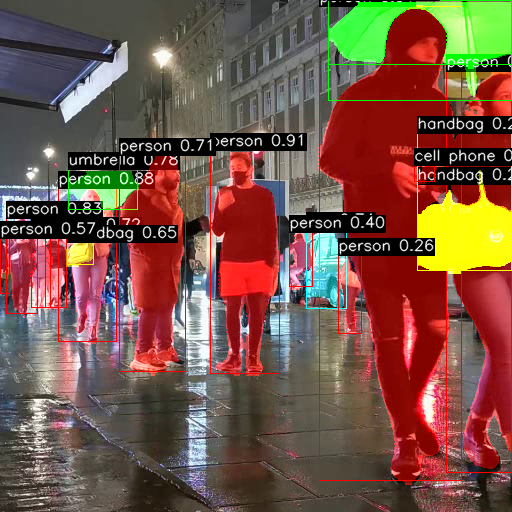 person 0.
handbag 0.2
person 0.71
person 0.91
umbrella 0.78
cell phone 0
person 0.88
handbag 0.2
person 0.83
0.72
person 0.57
dbag 0.65
person 0.40
person 0.26